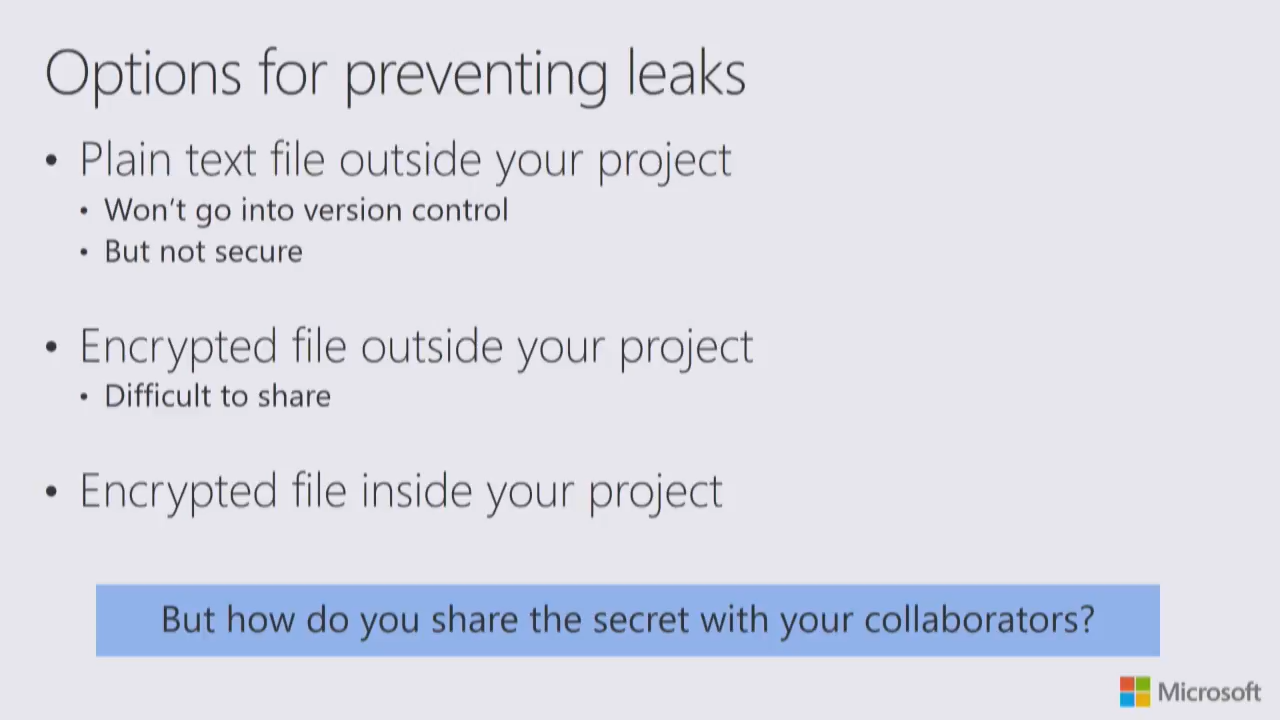 Options for preventing leaks
• Plain text file outside your project
• Won't go into version control
• But not secure
• Encrypted file outside your project
• Difficult to share
• Encrypted file inside your project
But how do you share the secret with your collaborators?
Microsoft